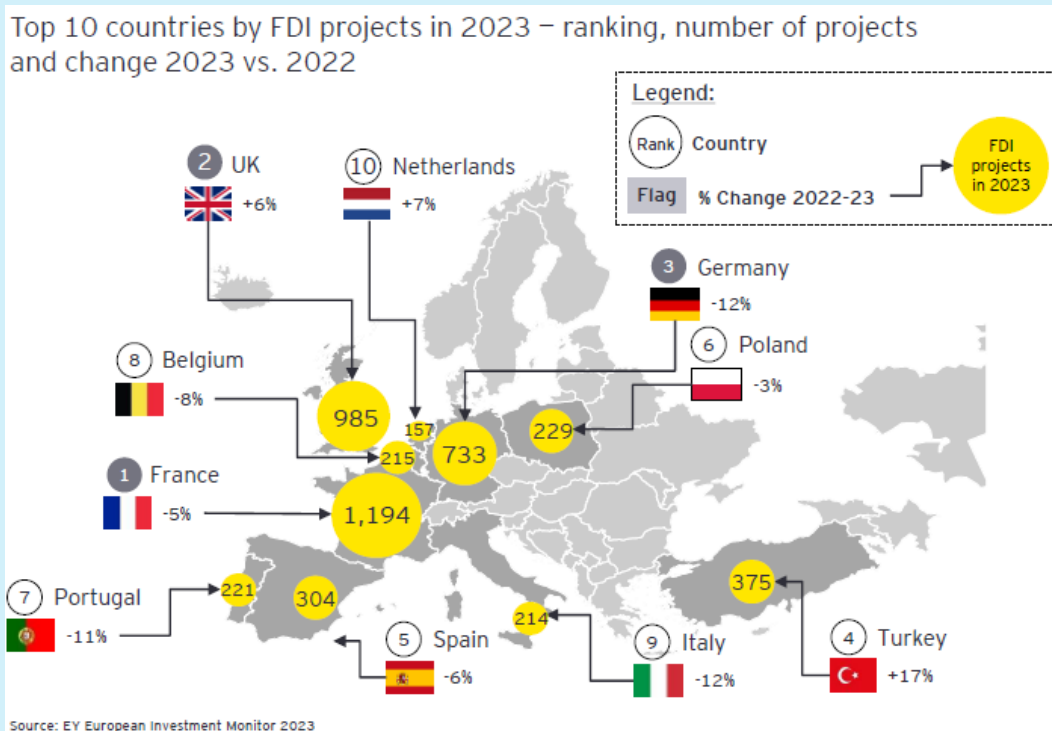 Top 10 countries by FDI projects in 2023 – ranking, number of projects
and change 2023 vs. 2022
Legend:
Rank Country
Flag % Change 2022-23
FDI
projects
in 2023
2 UK
+6%
10 Netherlands
+7%
3 Germany
-12%
8 Belgium
-8%
6 Poland
-3%
985
157
215
733
229
1 France
-5%
1,194
7 Portugal
-11%
221
304
5 Spain
-6%
214
9 Italy
-12%
375
4 Turkey
+17%
Source: EY European Investment Monitor 2023